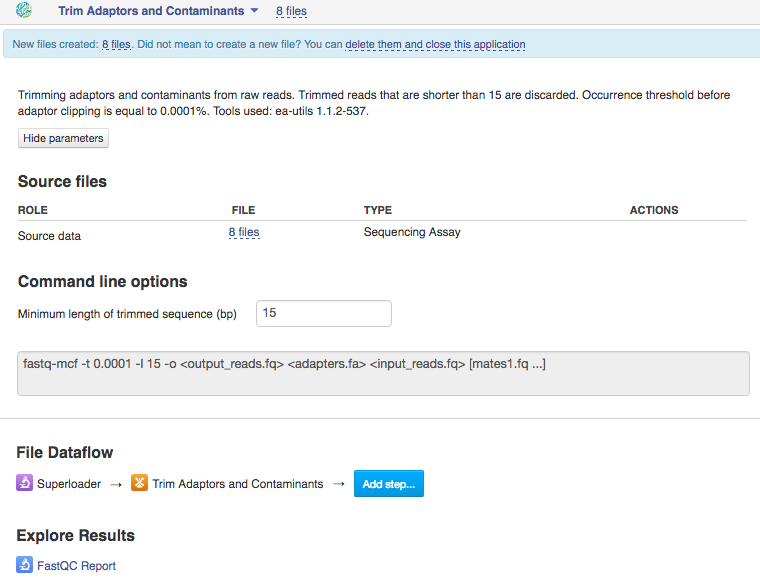 Trim Adaptors and Contaminants 8 files
New files created: 8 files. Did not mean to create a new file? You can delete them and close this application
Trimming adaptors and contaminants from raw reads. Trimmed reads that are shorter than 15 are discarded. Occurrence threshold before
adaptor clipping is equal to 0.0001%. Tools used: ea-utils 1.1.2-537.
Hide parameters
Source files
ROLE FILE TYPE ACTIONS
Source data 8 files Sequencing Assay
Command line options
Minimum length of trimmed sequence (bp) 15
fastq-mcf -t 0.0001 -l 15 -o <output_reads.fq> <adapters.fa> <input_reads.fq> [mates1.fq ...]
File Dataflow
Superloader → Trim Adaptors and Contaminants → Add step...
Explore Results
FastQC Report